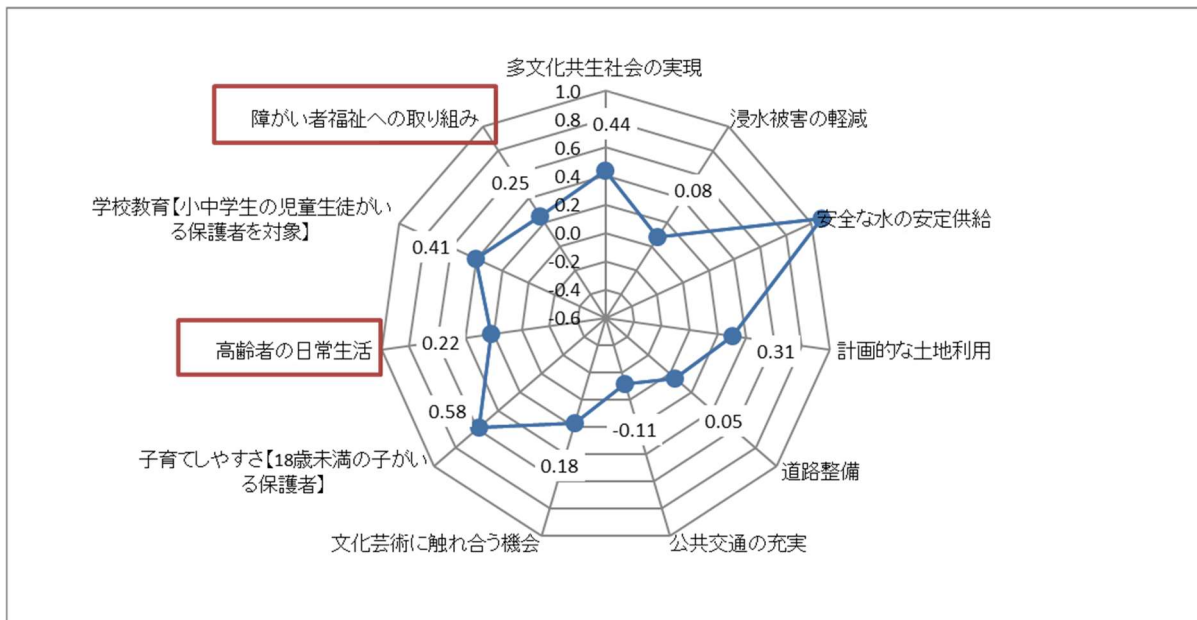 多文化共生社会の実現
1.0
0.8
0.6
0.4
0.2
0.0
-0.2
-0.4
-0.6
0.44
浸水被害の軽減
0.08
安全な水の安定供給
計画的な土地利用
0.31
道路整備
0.05
公共交通の充実
-0.11
文化芸術に触れ合う機会
0.18
子育てしやすさ【18歳未満の子がい
る保護者】
0.58
高齢者の日常生活
0.22
学校教育【小中学生の児童生徒がい
る保護者を対象】
0.41
障がい者福祉への取り組み
0.25